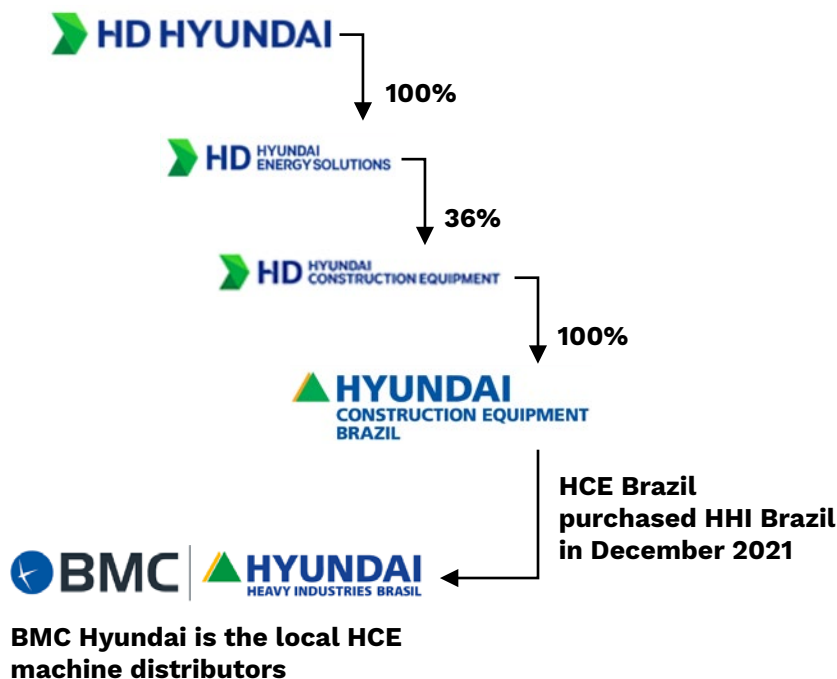 HD HYUNDAI
100%
HD HYUNDAI
ENERGY SOLUTIONS
36%
HD HYUNDAI
CONSTRUCTION EQUIPMENT
100%
HYUNDAI
CONSTRUCTION EQUIPMENT
BRAZIL
HCE Brazil
purchased HHI Brazil
in December 2021
BMC HYUNDAI
HEAVY INDUSTRIES BRASIL
BMC Hyundai is the local HCE
machine distributors